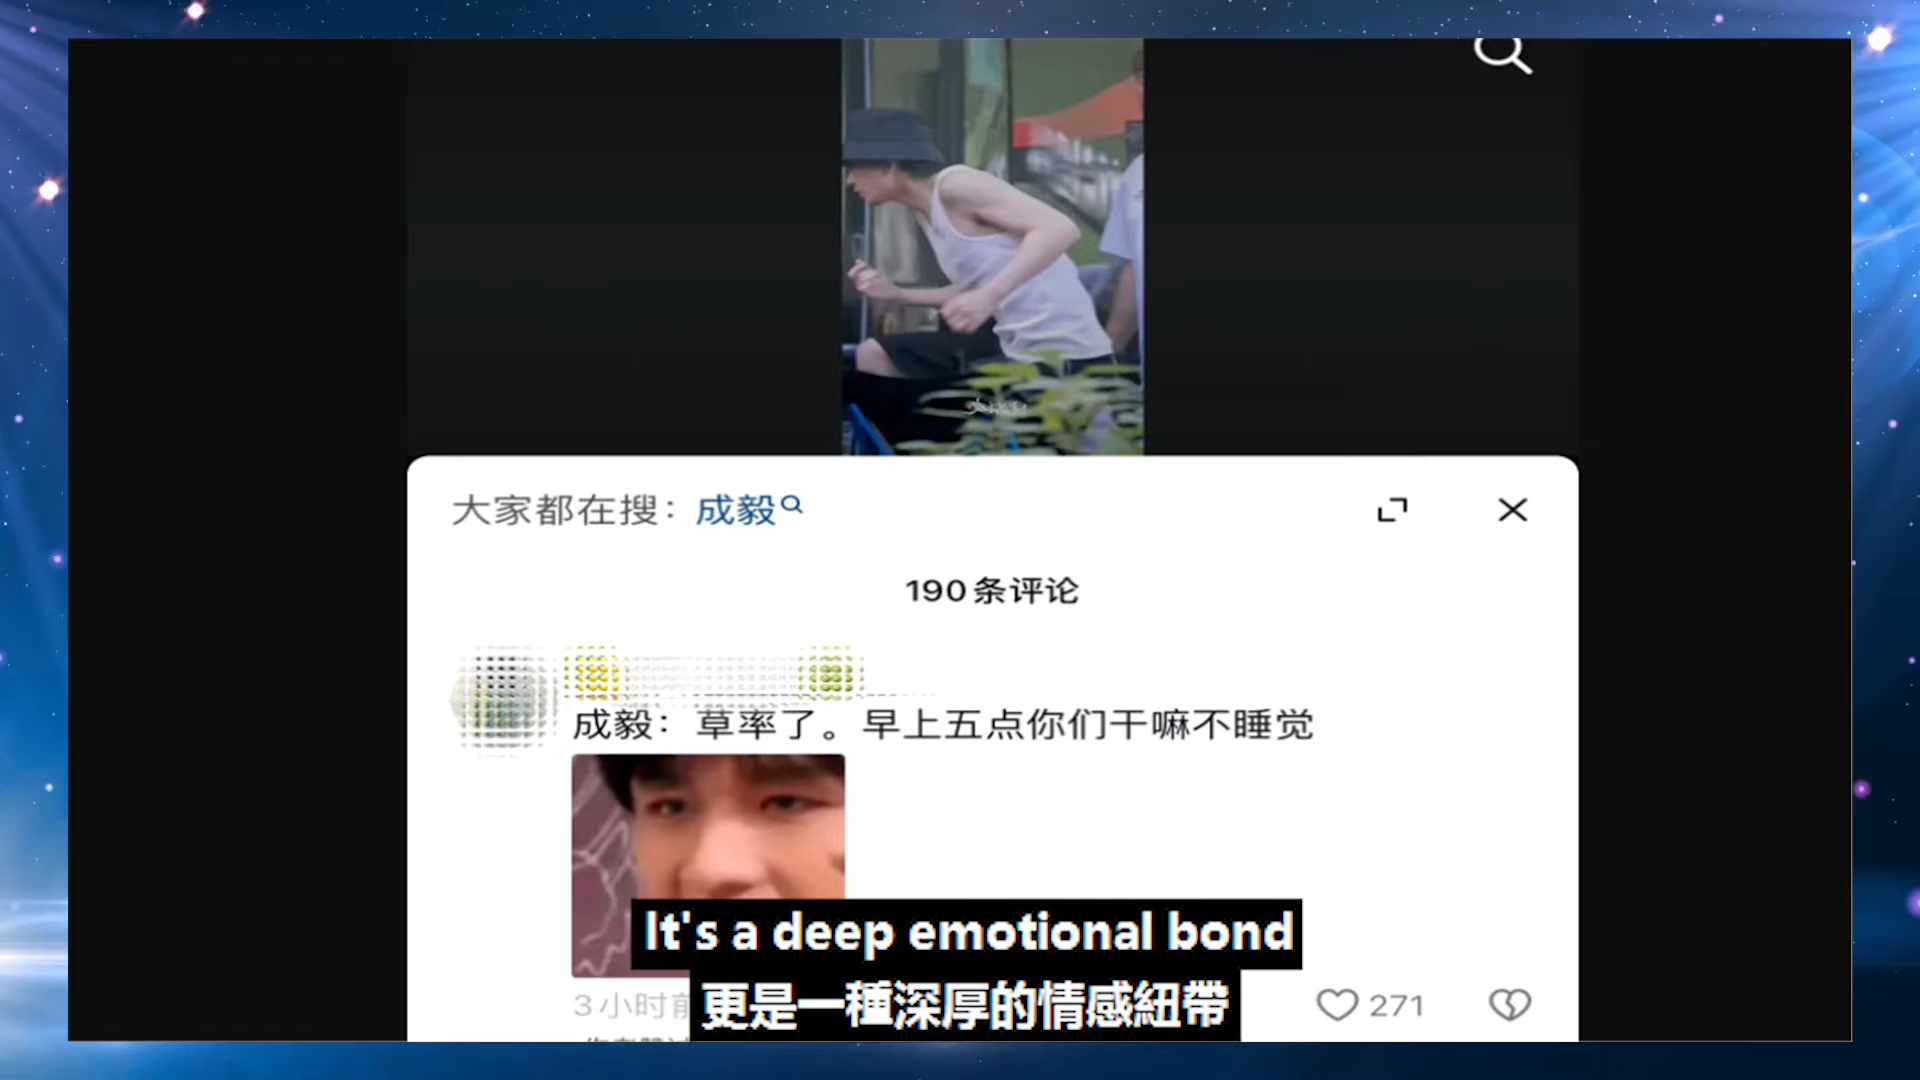 大家都在搜：成毅
190条评论
成毅：草率了。早上五点你们干嘛不睡觉
It's a deep emotional bond
3小时前
更是一種深厚的情感紐帶
271